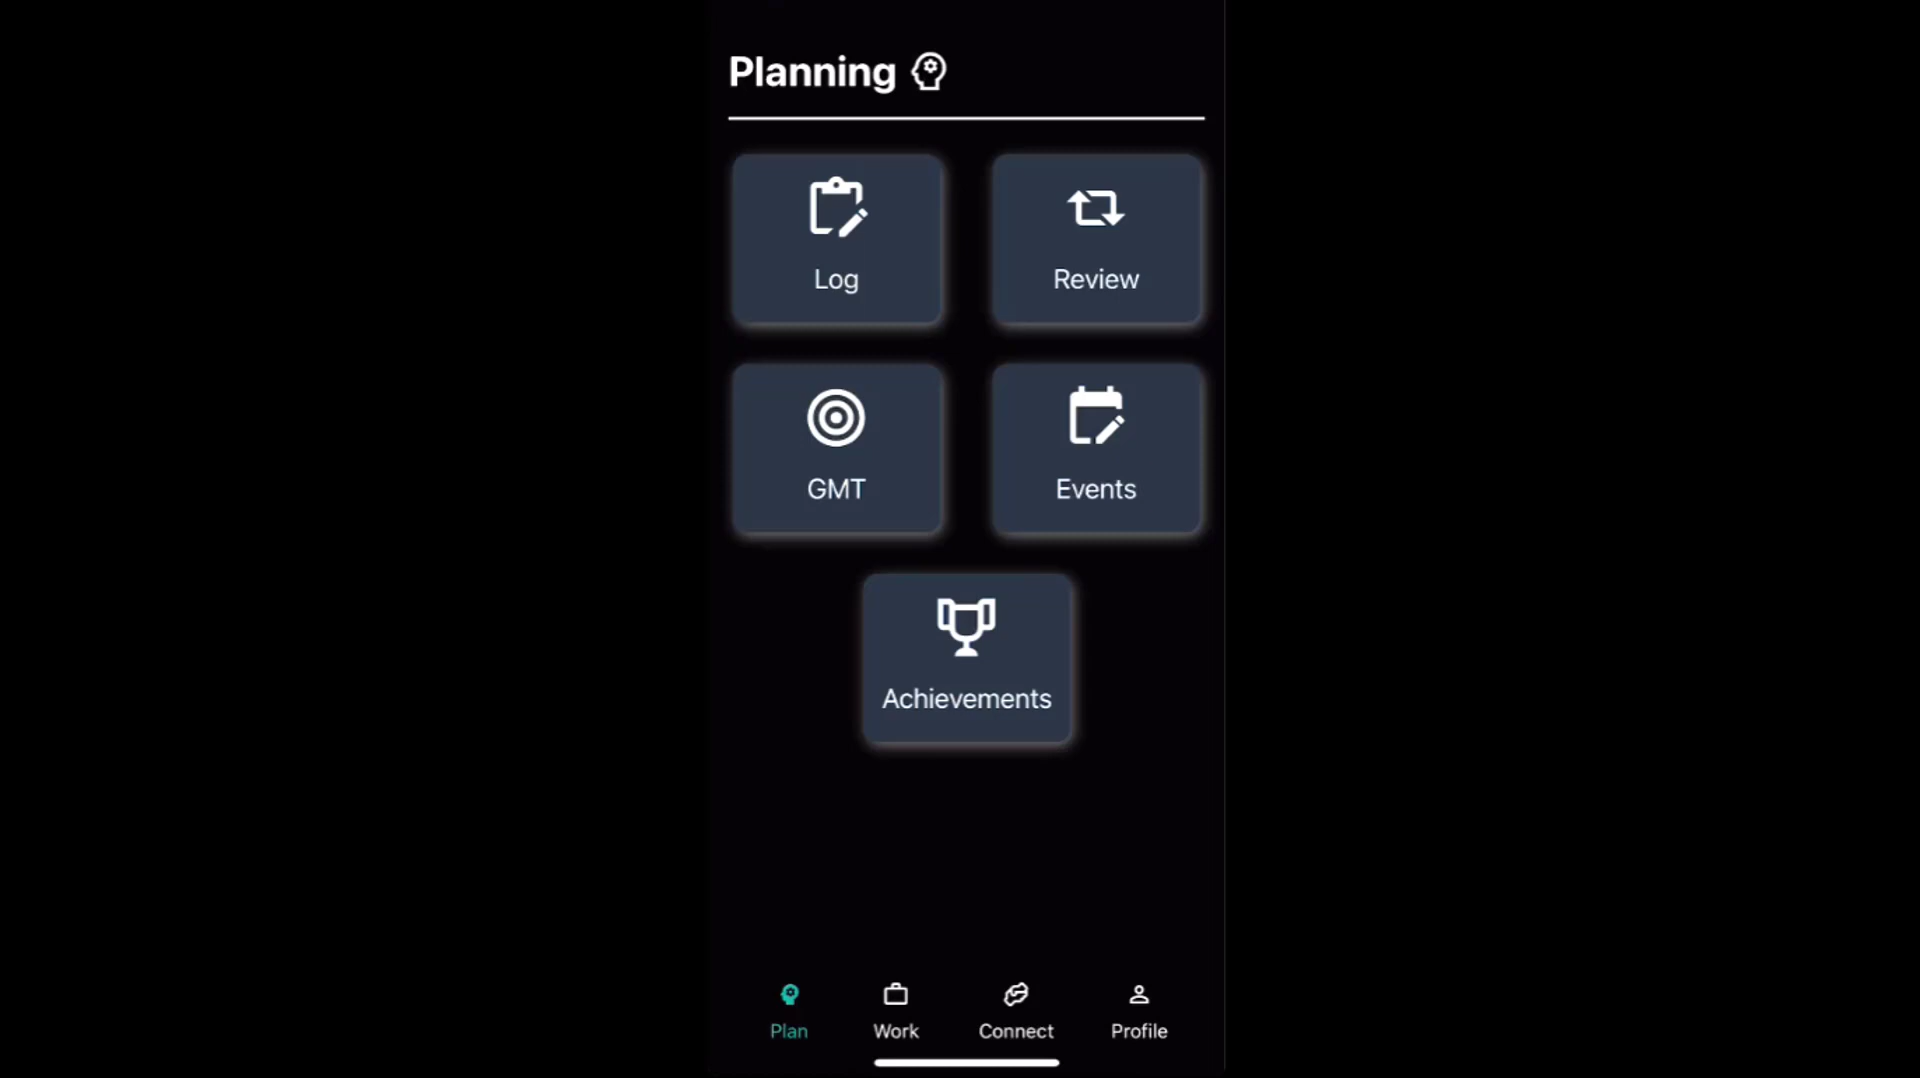 Planning
Log
Review
GMT
Events
Achievements
Plan
Work
Connect
Profile